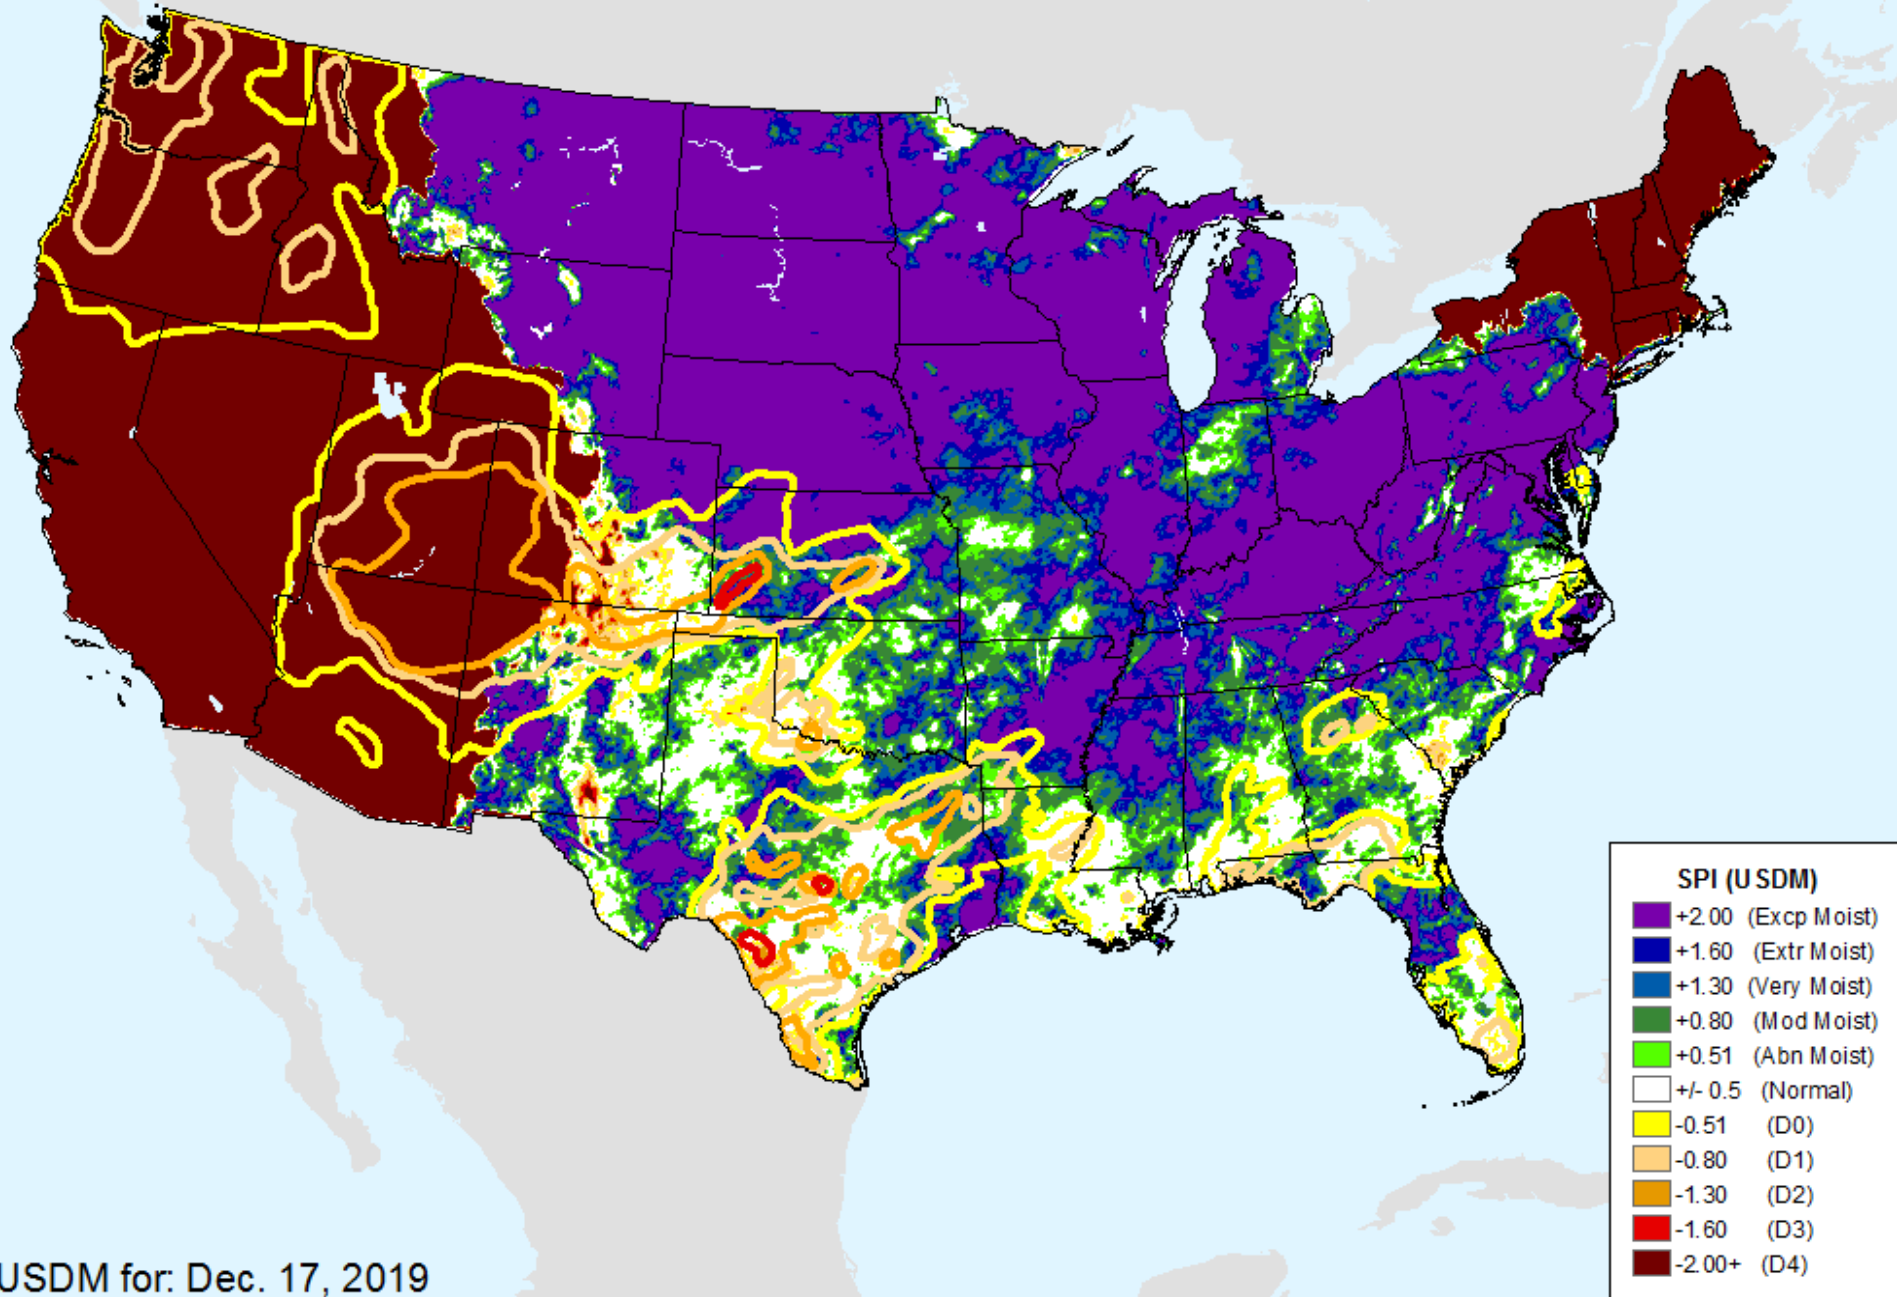 SPI (USDM)
+2.00 (Excp Moist)
+1.60 (Extr Moist)
+1.30 (Very Moist)
+0.80 (Mod Moist)
+0.51 (Abn Moist)
+/- 0.5 (Normal)
-0.51 (D0)
-0.80 (D1)
-1.30 (D2)
-1.60 (D3)
-2.00+ (D4)
USDM for: Dec. 17, 2019